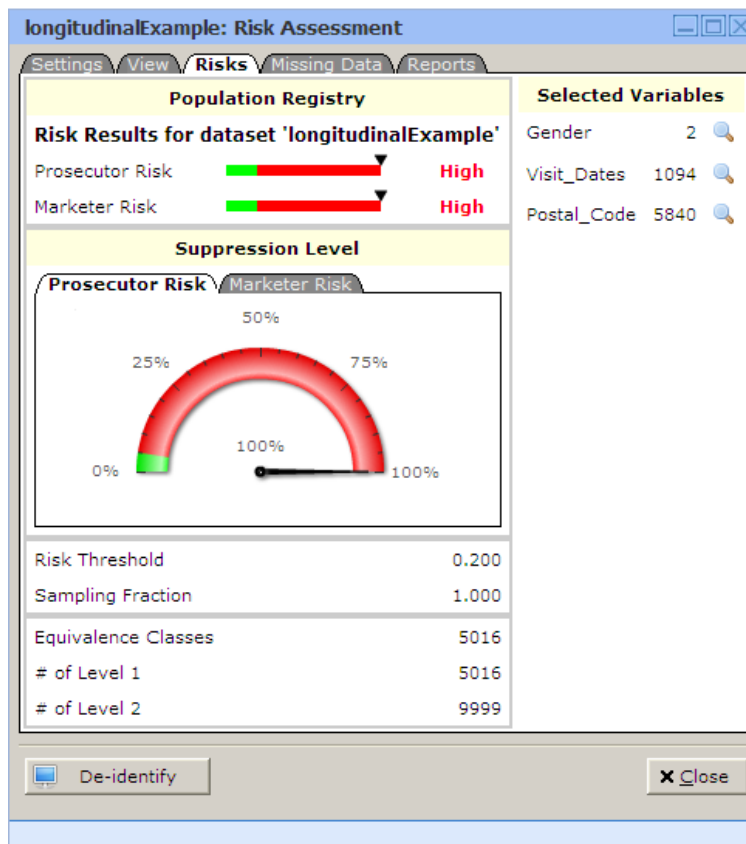 longitudinalExample: Risk Assessment
Settings View Risks Missing Data Reports
Population Registry
Risk Results for dataset 'longitudinalExample'
Prosecutor Risk High
Marketer Risk High
Suppression Level
Prosecutor Risk Marketer Risk
50%
25% 75%
100%
0% 100%
Risk Threshold 0.200
Sampling Fraction 1.000
Equivalence Classes 5016
# of Level 1 5016
# of Level 2 9999
Selected Variables
Gender 2
Visit_Dates 1094
Postal_Code 5840
De-identify
Close